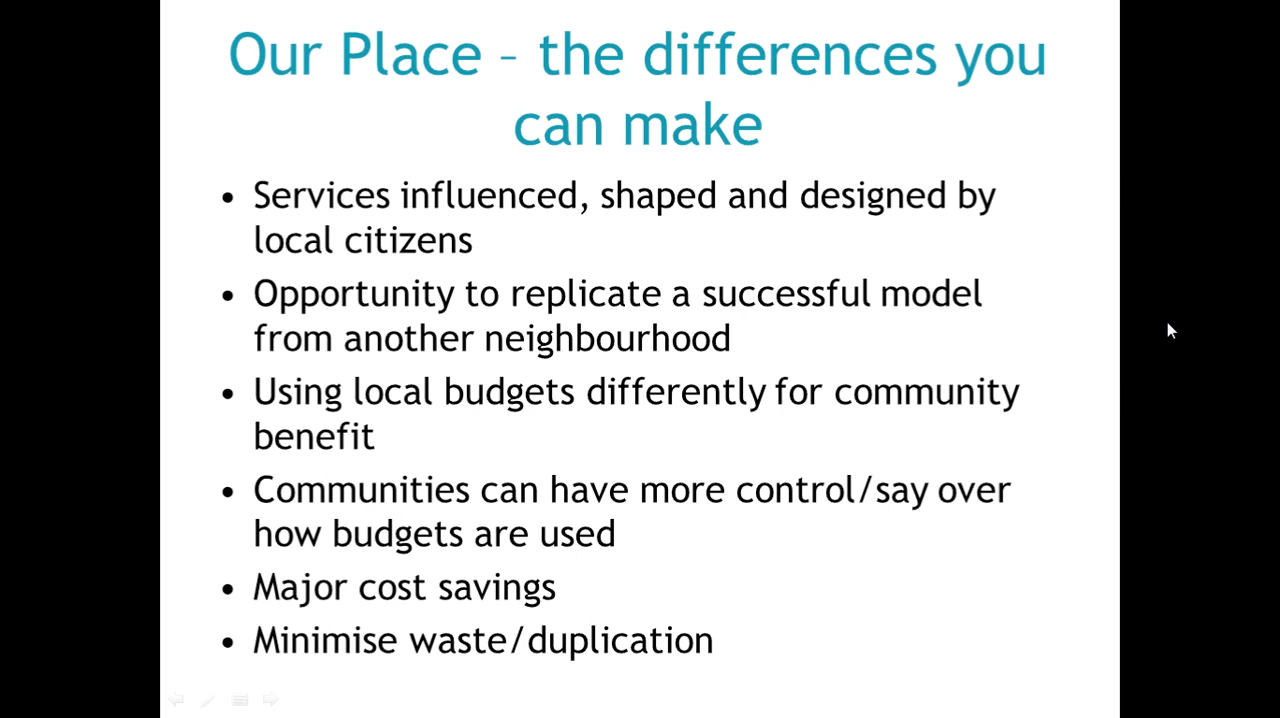 Our Place – the differences you
can make
• Services influenced, shaped and designed by
local citizens
• Opportunity to replicate a successful model
from another neighbourhood
• Using local budgets differently for community
benefit
• Communities can have more control/say over
how budgets are used
• Major cost savings
• Minimise waste/duplication